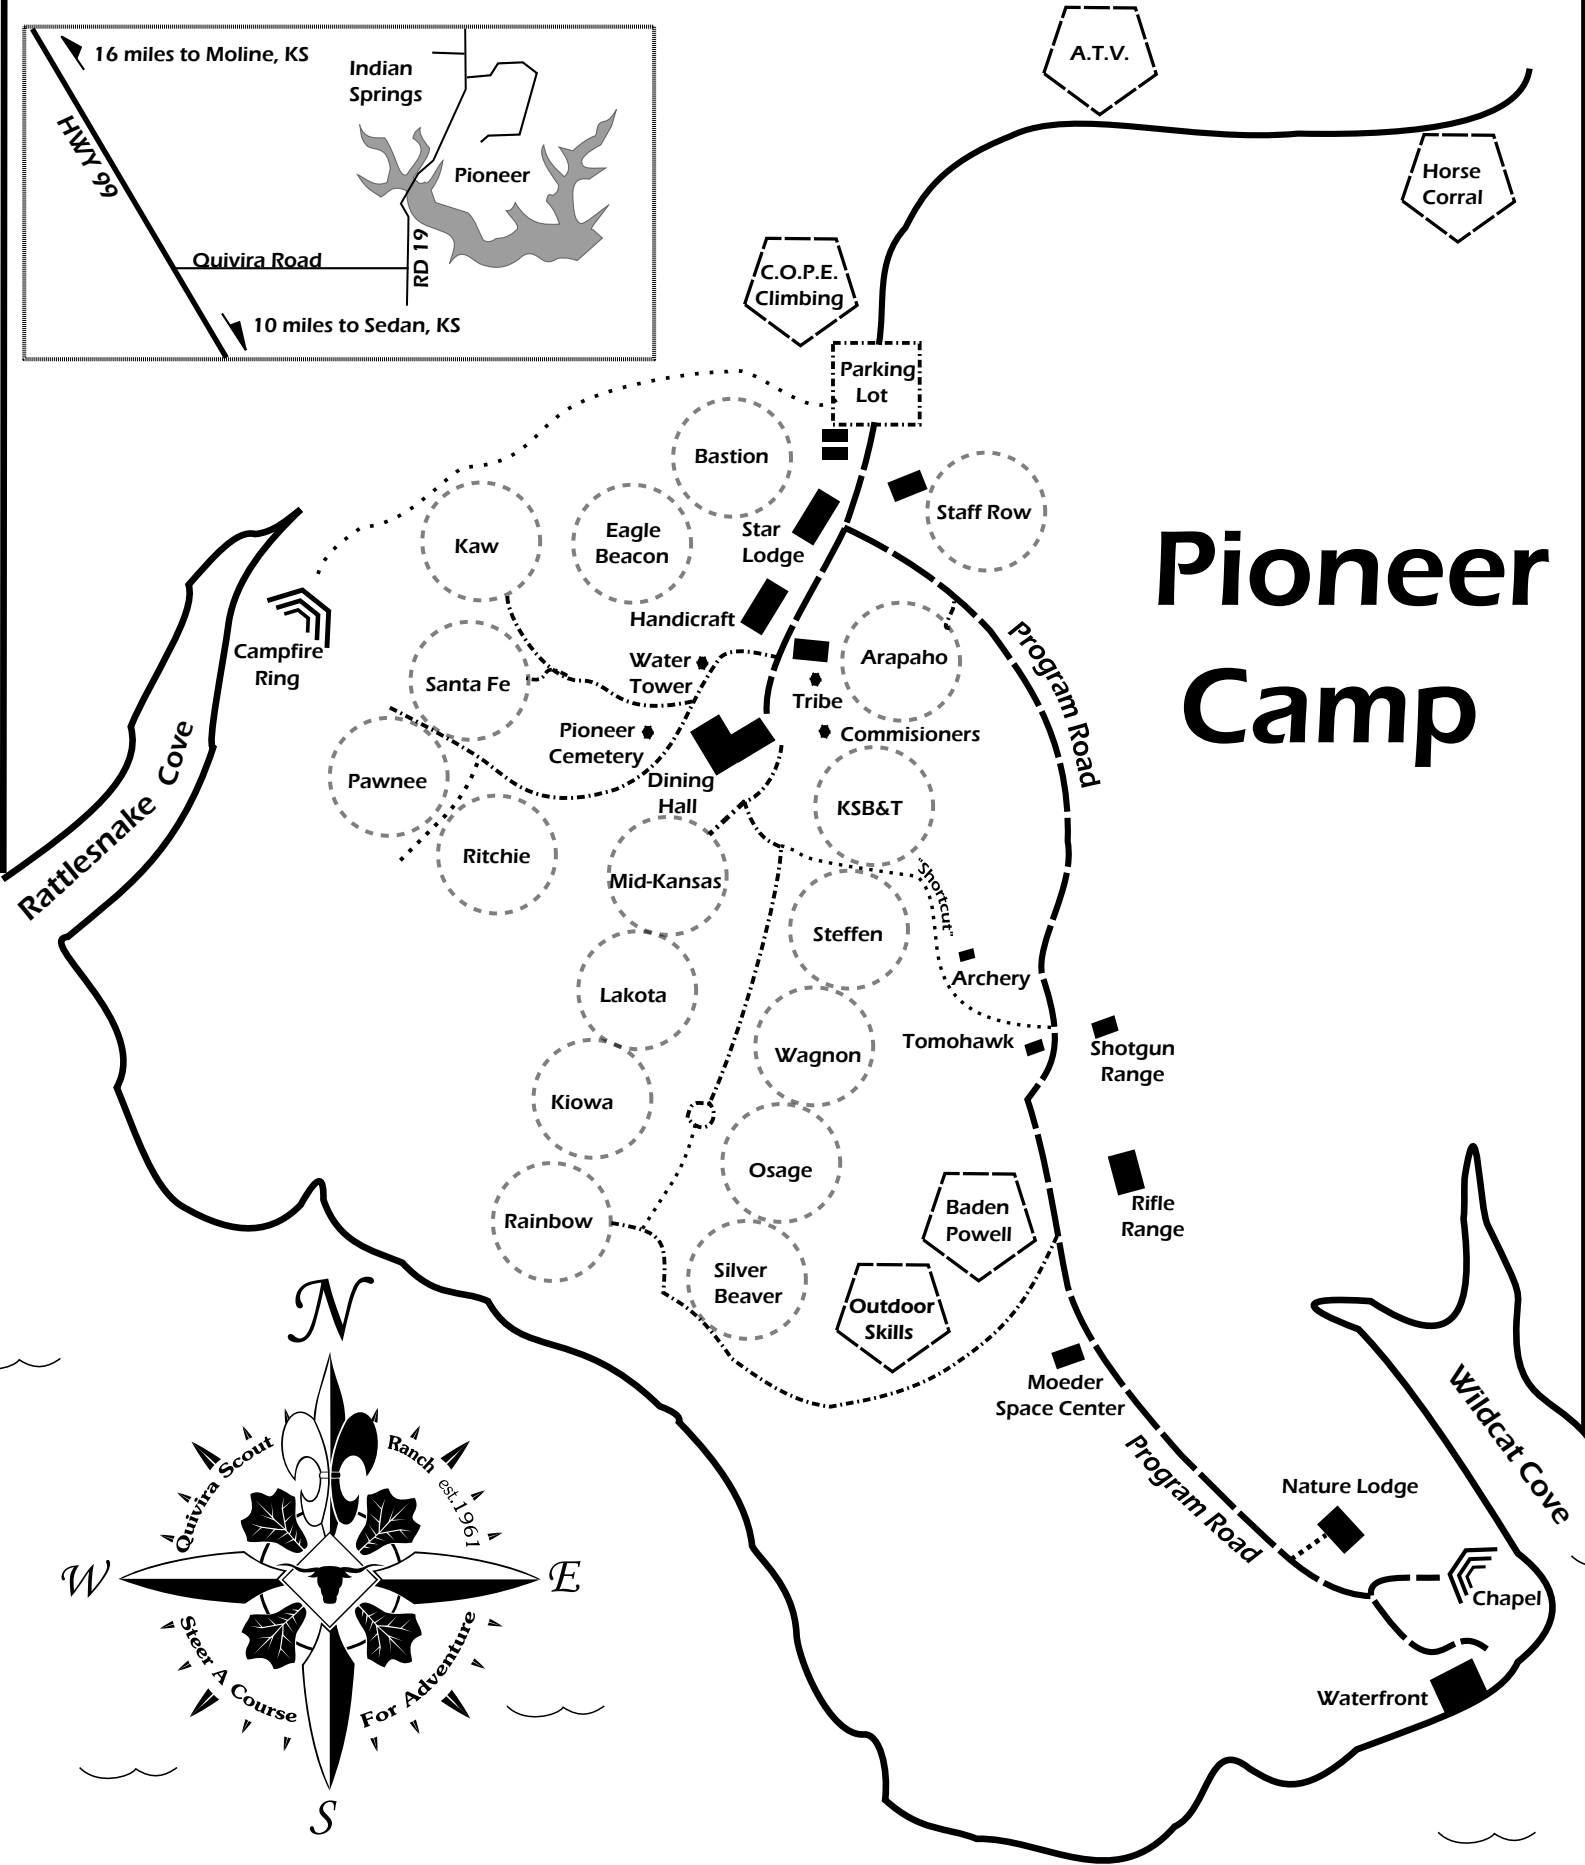 16 miles to Moline, KS
HWY 99
Indian
Springs
Pioneer
Quivira Road
RD 19
10 miles to Sedan, KS
A.T.V.
Horse
Corral
C.O.P.E.
Climbing
Parking
Lot
Bastion
Staff Row
Star
Lodge
Kaw
Eagle
Beacon
Pioneer
Camp
Handicraft
Campfire
Ring
Water
Tower
Arapaho
Santa Fe
Tribe
Program Road
Pioneer
Cemetery
Commisioners
Rattlesnake Cove
Pawnee
Dining
Hall
KSB&T
Ritchie
Mid-Kansas
"Shortcut"
Steffen
Archery
Lakota
Tomohawk
Shotgun
Range
Wagnon
Kiowa
Osage
Baden
Powell
Rifle
Range
Rainbow
Silver
Beaver
Outdoor
Skills
Moeder
Space Center
Wildcat Cove
Program Road
Nature Lodge
Chapel
Waterfront
N
Quivira Scout
Ranch est.1961
W
E
Steer A Course
For Adventure
S